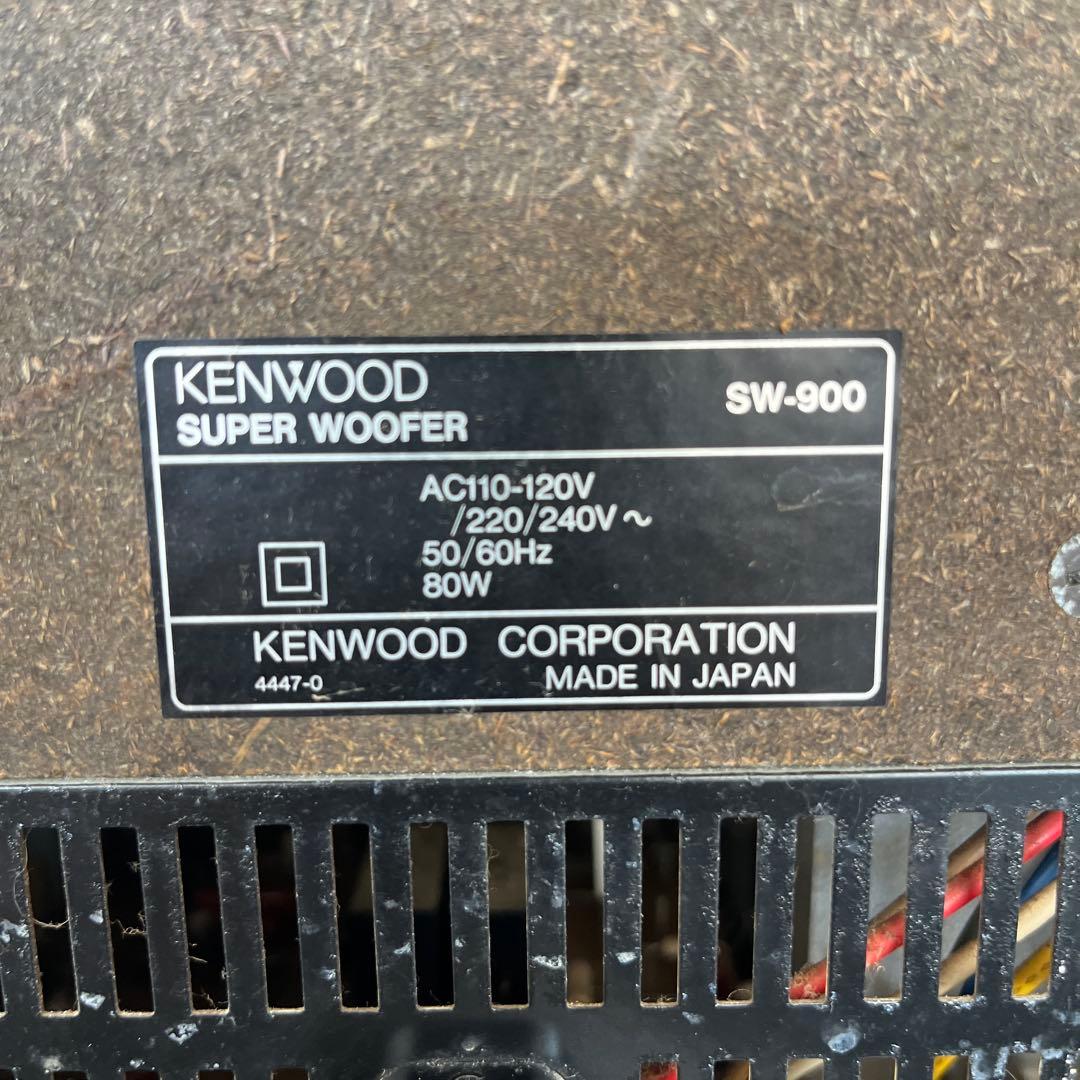 KENWOOD
SUPER WOOFER
SW-900
AC110-120V
/220/240V~
50/60Hz
80W
KENWOOD CORPORATION
4447-0
MADE IN JAPAN